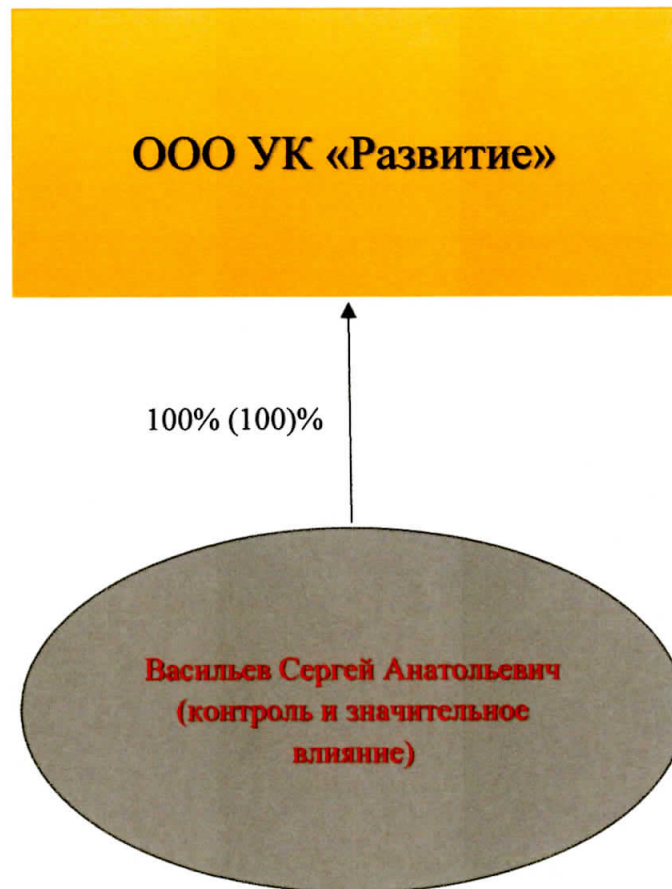 ООО УК «Развитие»
100% (100)%
Васильев Сергей Анатольевич
(контроль и значительное
влияние)